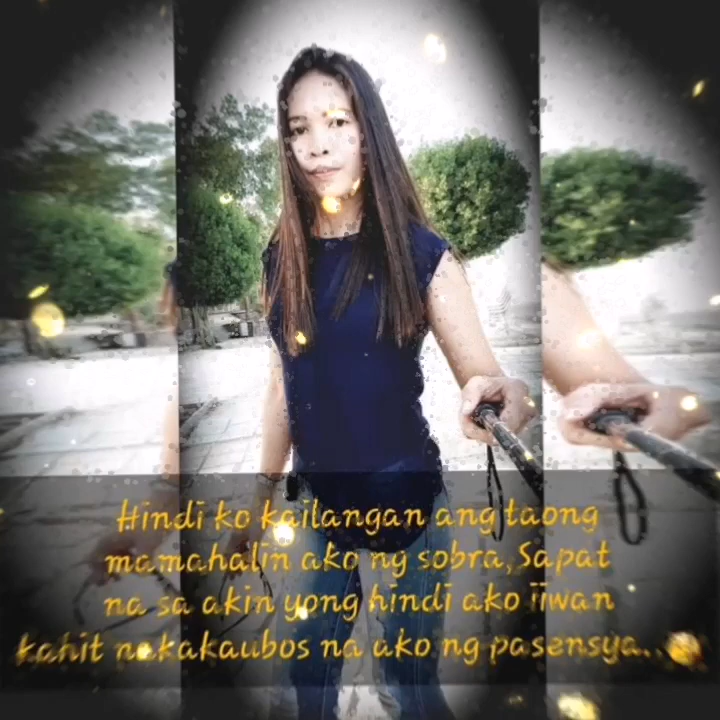 Hindi ko kailangan ang taong
mamahalin ako ng sobra,Sapat
na sa akin yong hindi ako iiwan
kahit nakakaubos na ako ng pasensya..